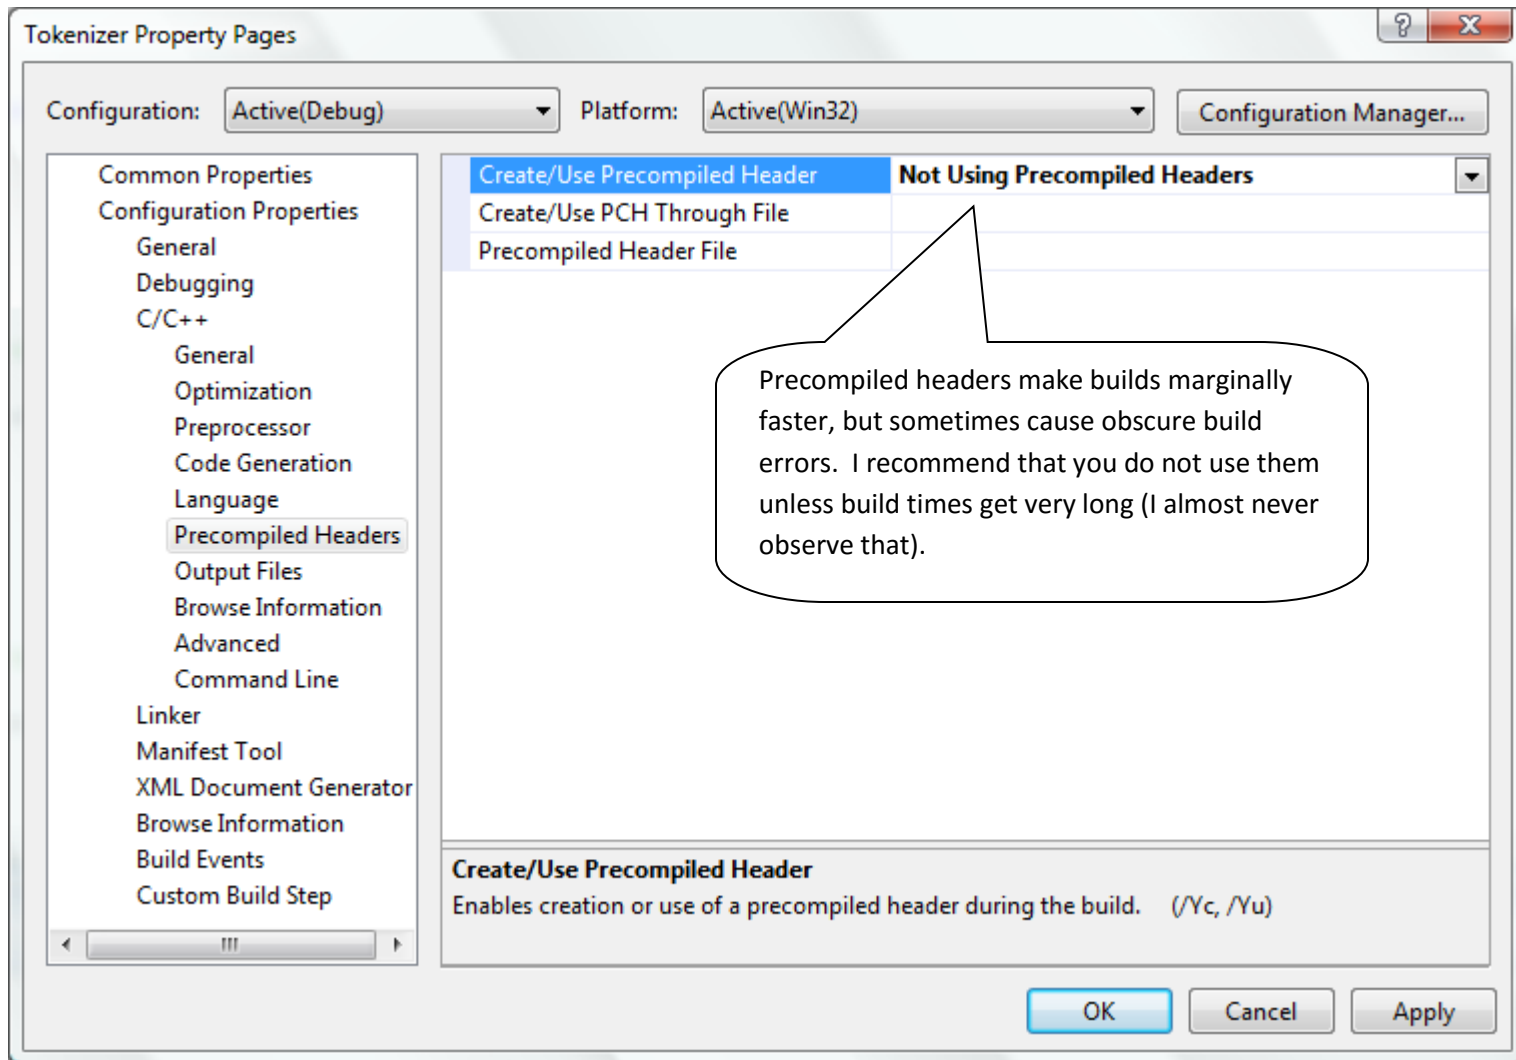 Tokenizer Property Pages
Configuration: Active(Debug) Platform: Active(Win32) Configuration Manager...
Common Properties
Configuration Properties
General
Debugging
C/C++
General
Optimization
Preprocessor
Code Generation
Language
Precompiled Headers
Output Files
Browse Information
Advanced
Command Line
Linker
Manifest Tool
XML Document Generator
Browse Information
Build Events
Custom Build Step
Create/Use Precompiled Header Not Using Precompiled Headers
Create/Use PCH Through File
Precompiled Header File
Precompiled headers make builds marginally
faster, but sometimes cause obscure build
errors.  I recommend that you do not use them
unless build times get very long (I almost never
observe that).
Create/Use Precompiled Header
Enables creation or use of a precompiled header during the build. (/Yc, /Yu)
OK Cancel Apply